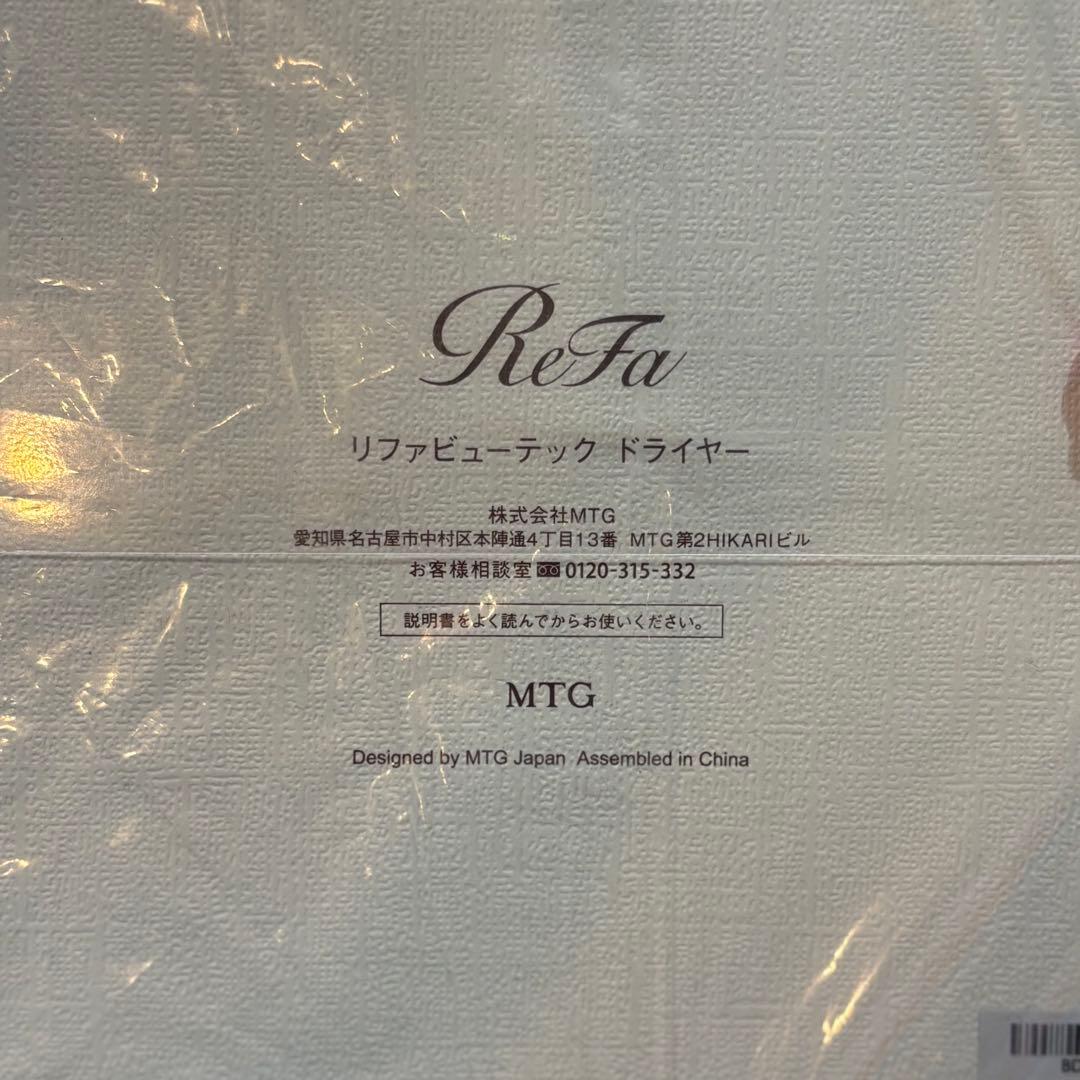 ReFa
リファビューテック ドライヤー
株式会社MTG
愛知県名古屋市中村区本陣通4丁目13番 MTG第2HIKARIビル
お客様相談室 0120-315-332
説明書をよく読んでからお使いください。
MTG
Designed by MTG Japan Assembled in China